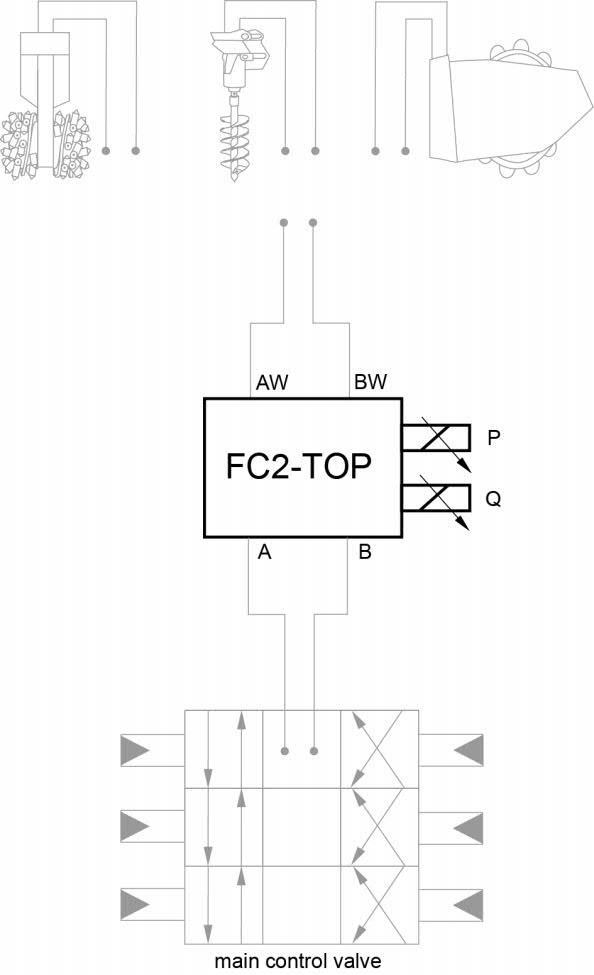 AW BW
FC2-TOP
P
Q
A B
main control valve